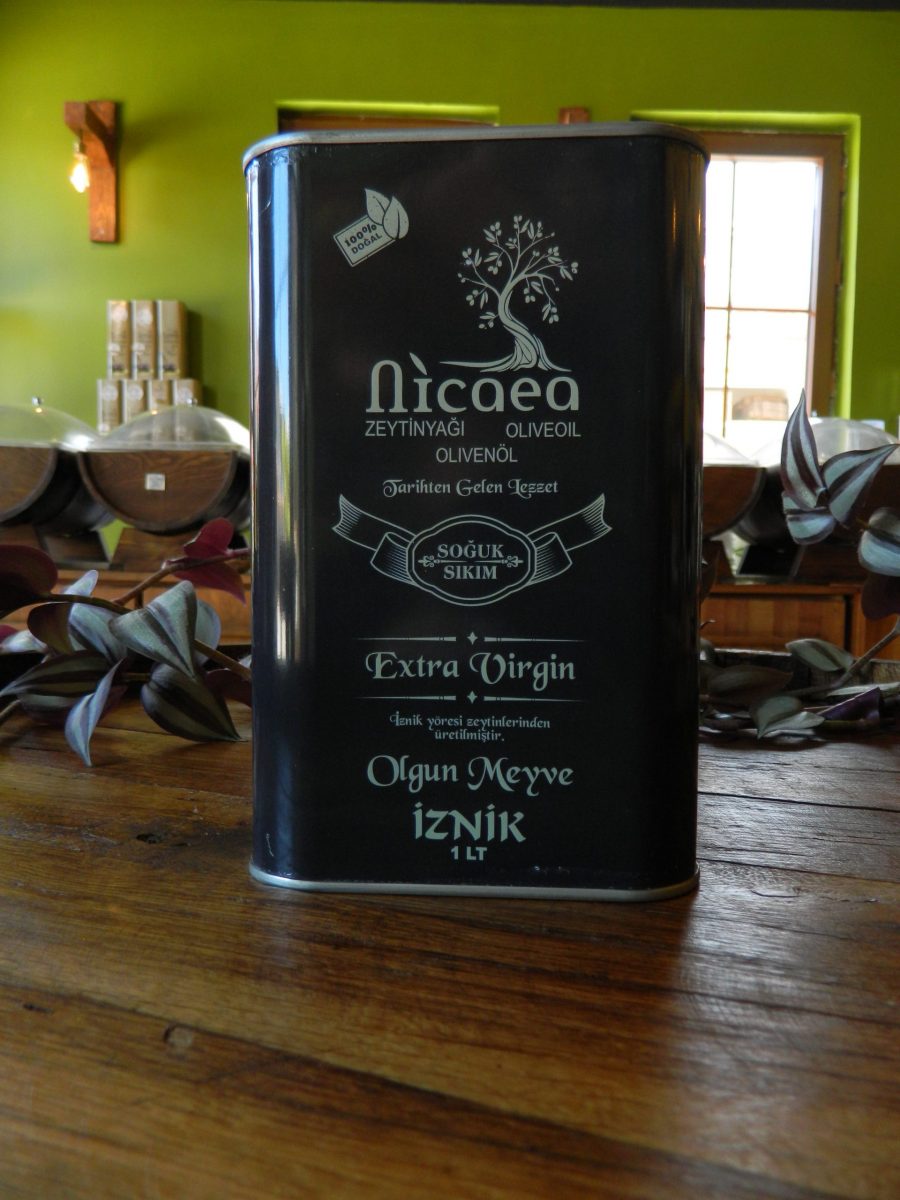 100%
DOĞAL
Nicaea
ZEYTİNYAĞI OLIVEOIL
OLIVENÖL
Tarihten Gelen Lezzet
SOĞUK
SIKIM
Extra Virgin
İznik yöresi zeytinlerinden
üretilmiştir.
Olgun Meyve
İZNİK
1 LT